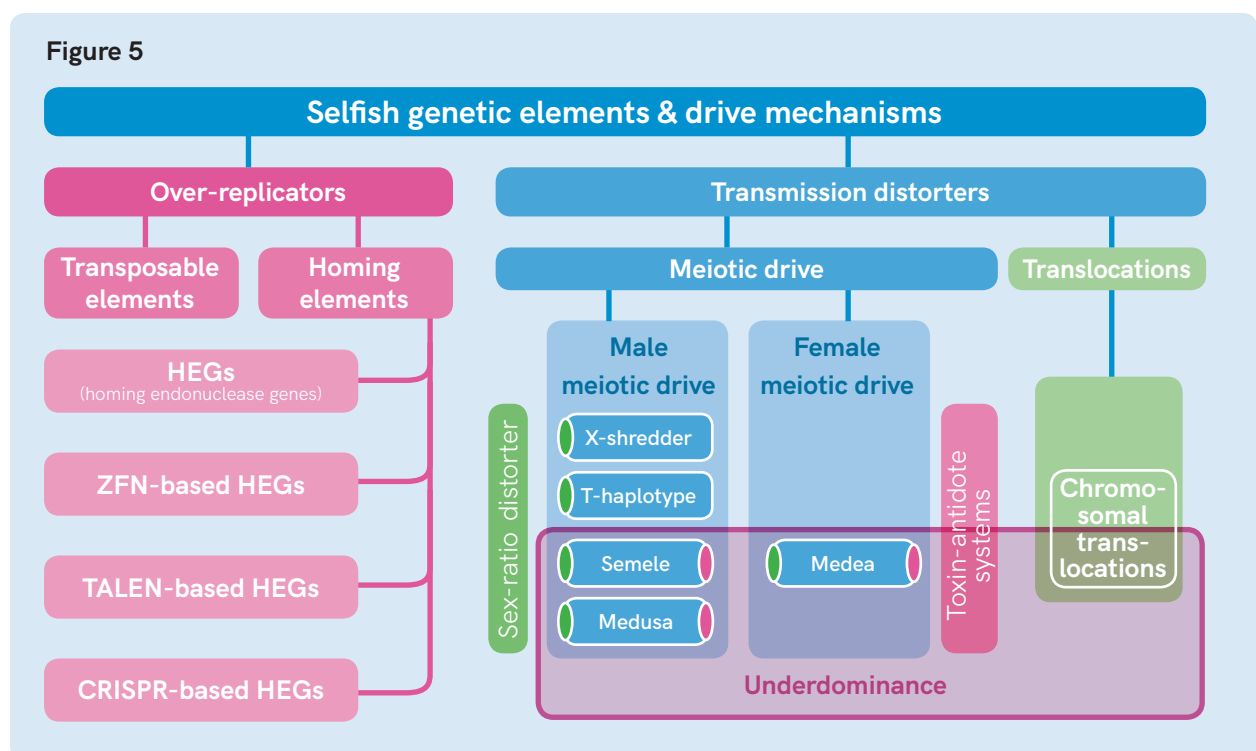 Figure 5
Selfish genetic elements & drive mechanisms
Over-replicators
Transmission distorters
Transposable
elements
Homing
elements
Meiotic drive
Translocations
HEGs
(homing endonuclease genes)
ZFN-based HEGs
TALEN-based HEGs
CRISPR-based HEGs
Sex-ratio distorter
Male
meiotic drive
X-shredder
T-haplotype
Semele
Medusa
Female
meiotic drive
Medea
Toxin-antidote
systems
Chromo-
somal
trans-
locations
Underdominance